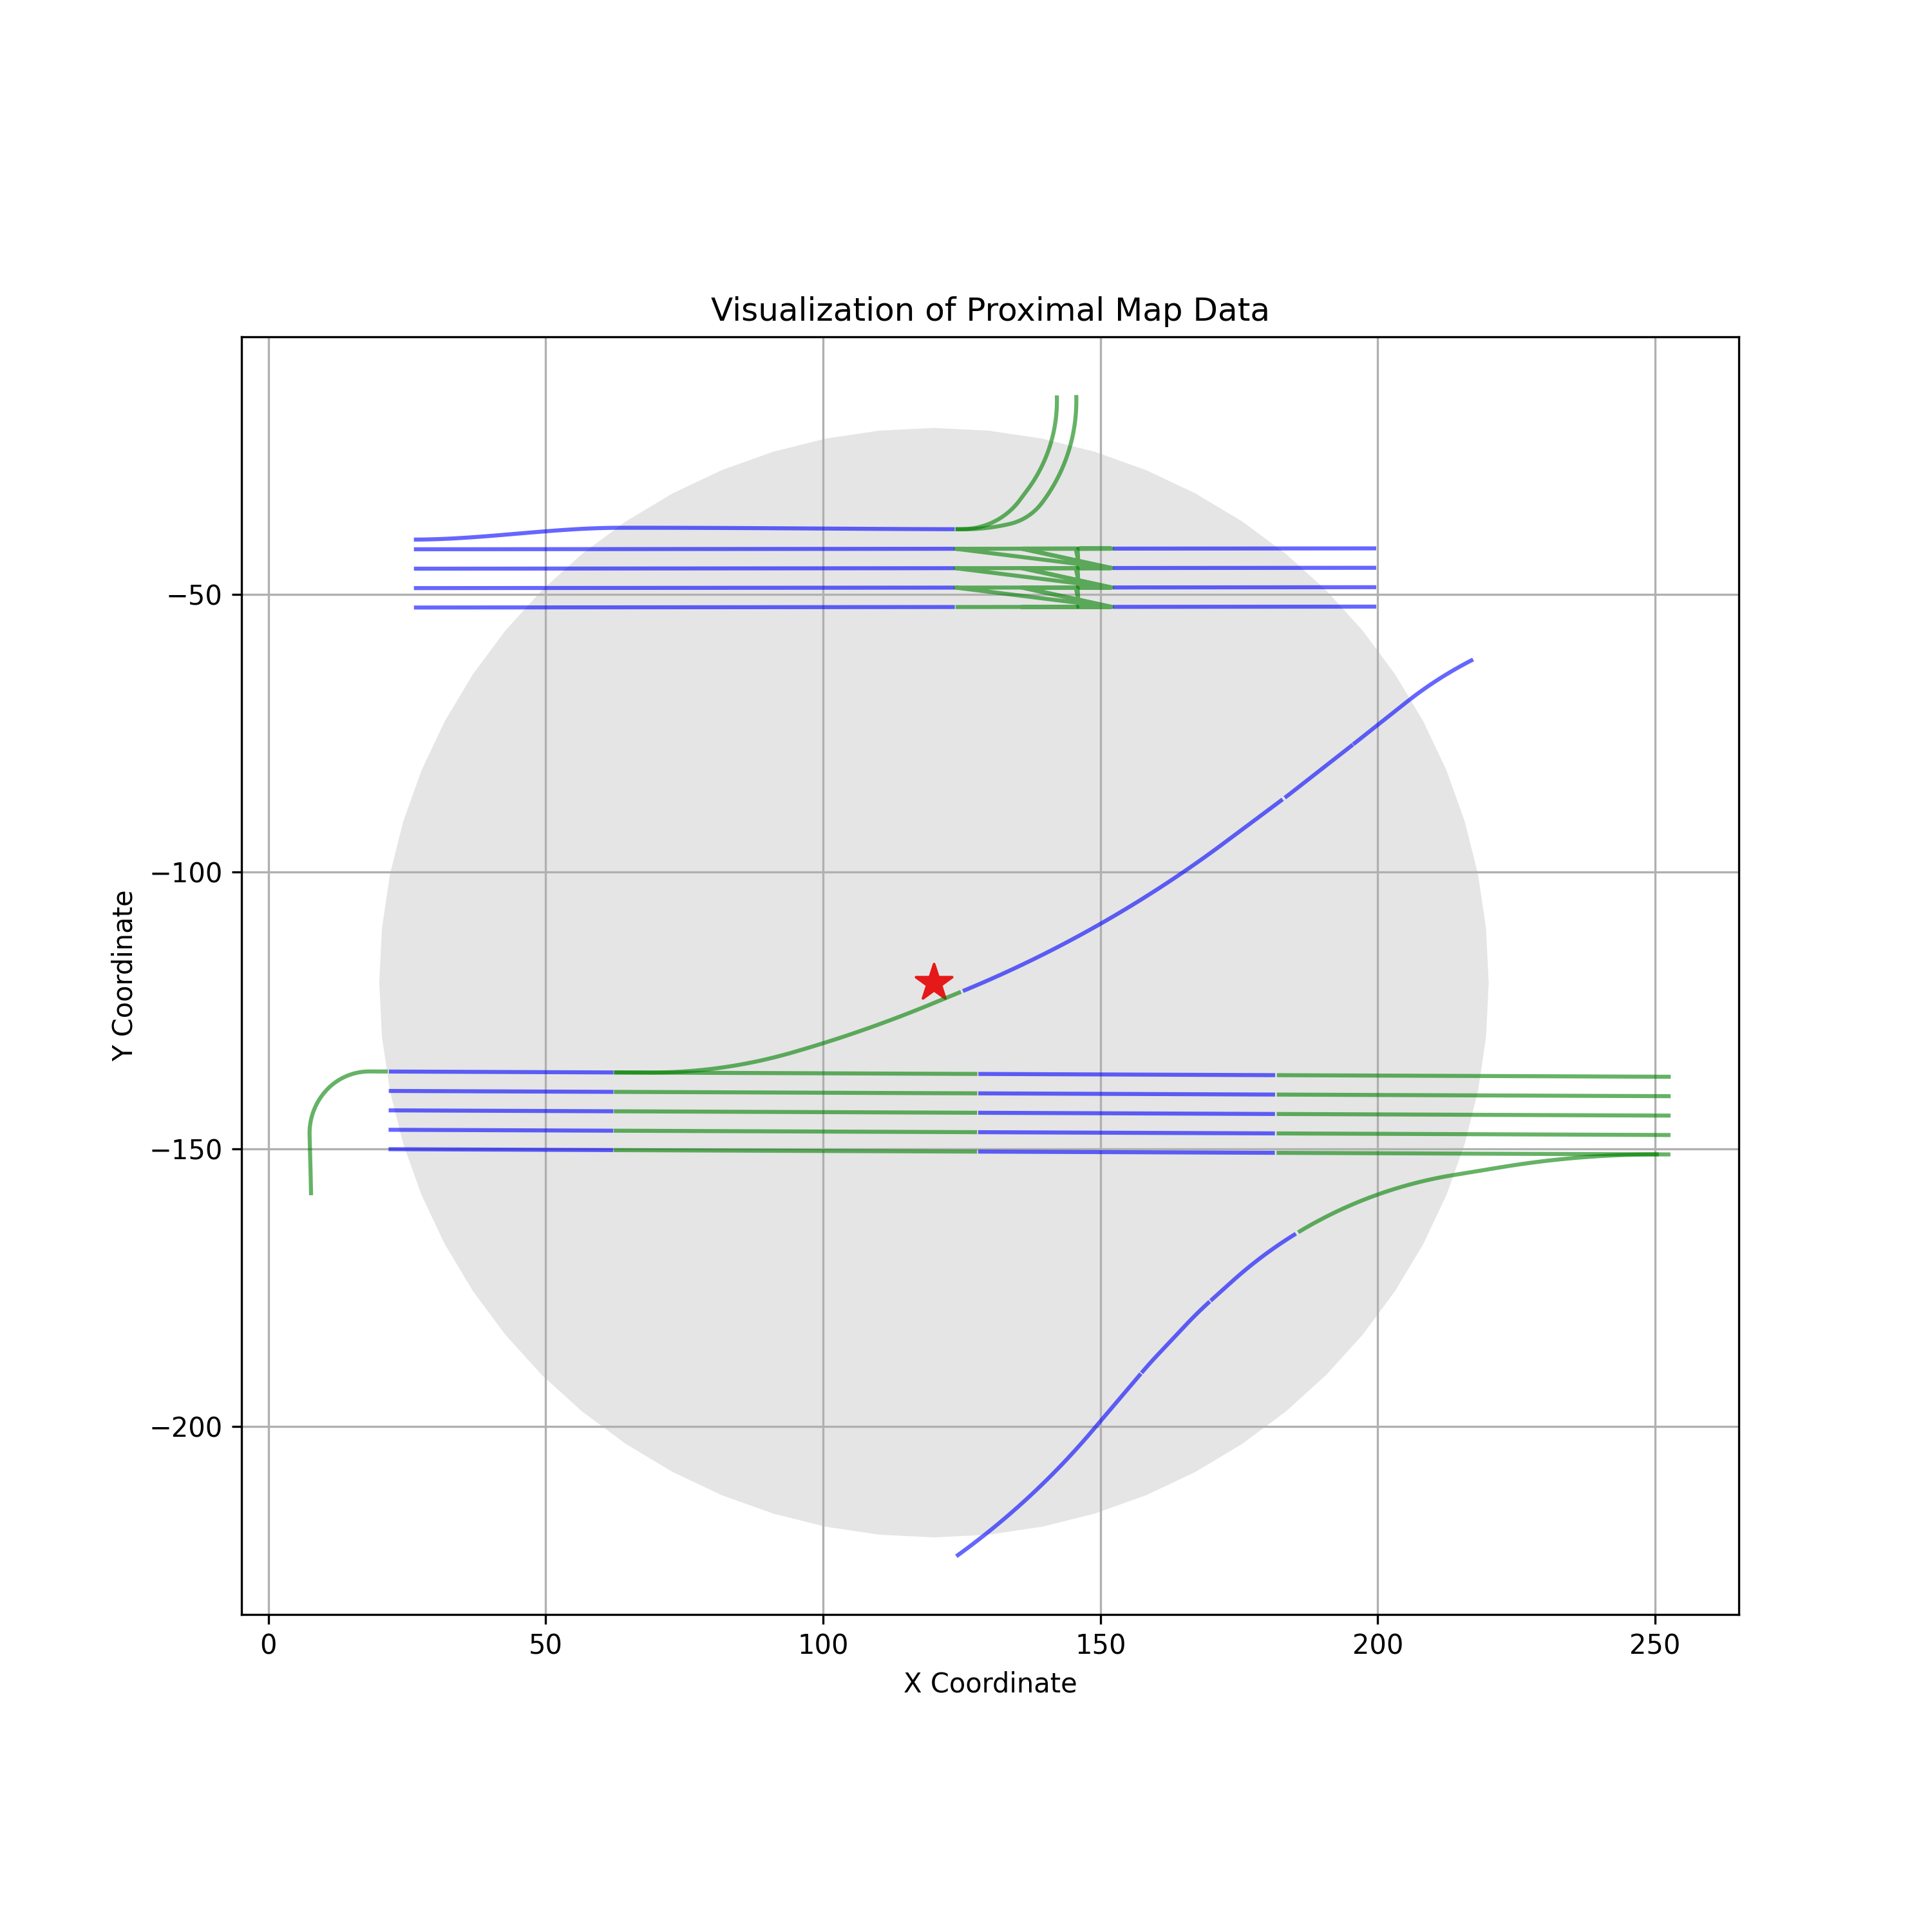 Visualization of Proximal Map Data
Y Coordinate
−50
−100
−150
−200
0 50 100 150 200 250
X Coordinate